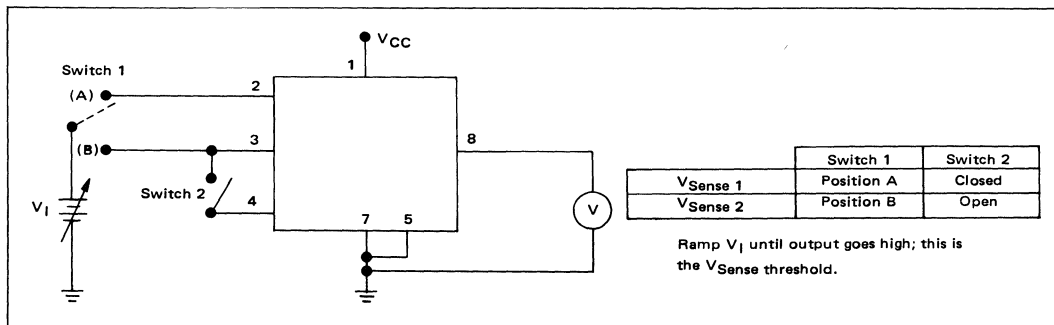 VCC
1
Switch 1
(A)
2
(B)
3
8
Switch 2
4
VI
7 5
V
Switch 1 Switch 2
VSense 1 Position A Closed
VSense 2 Position B Open
Ramp VI until output goes high; this is
the VSense threshold.